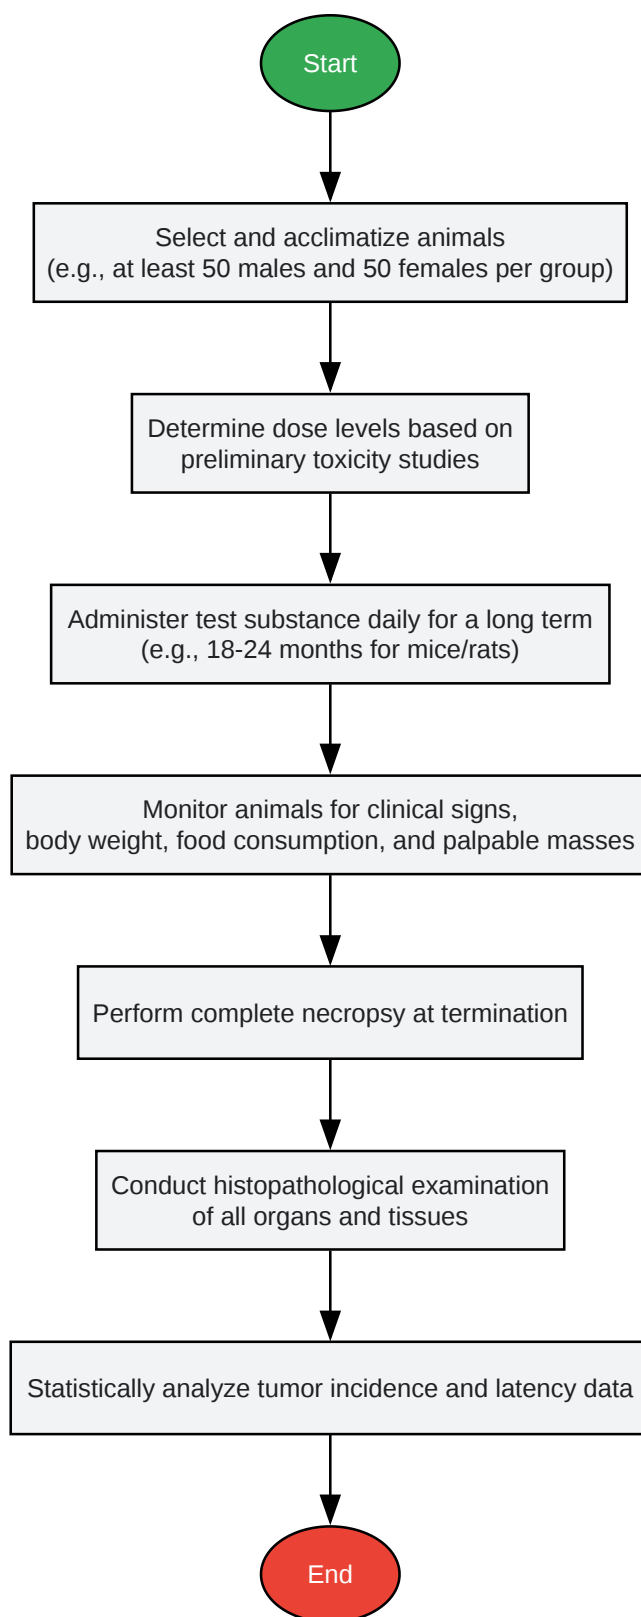 Start
Select and acclimatize animals
(e.g., at least 50 males and 50 females per group)
Determine dose levels based on
preliminary toxicity studies
Administer test substance daily for a long term
(e.g., 18-24 months for mice/rats)
Monitor animals for clinical signs,
body weight, food consumption, and palpable masses
Perform complete necropsy at termination
Conduct histopathological examination
of all organs and tissues
Statistically analyze tumor incidence and latency data
End